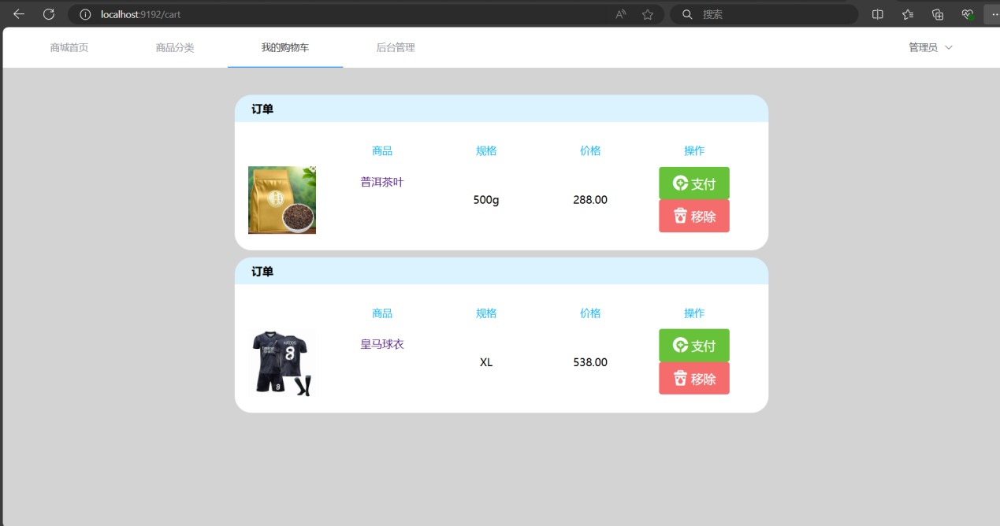 localhost:9192/cart
搜索
商城首页 商品分类 我的购物车 后台管理 管理员
订单
商品 规格 价格 操作
普洱茶叶
500g 288.00
支付
移除
订单
商品 规格 价格 操作
皇马球衣
XL 538.00
支付
移除
8
8